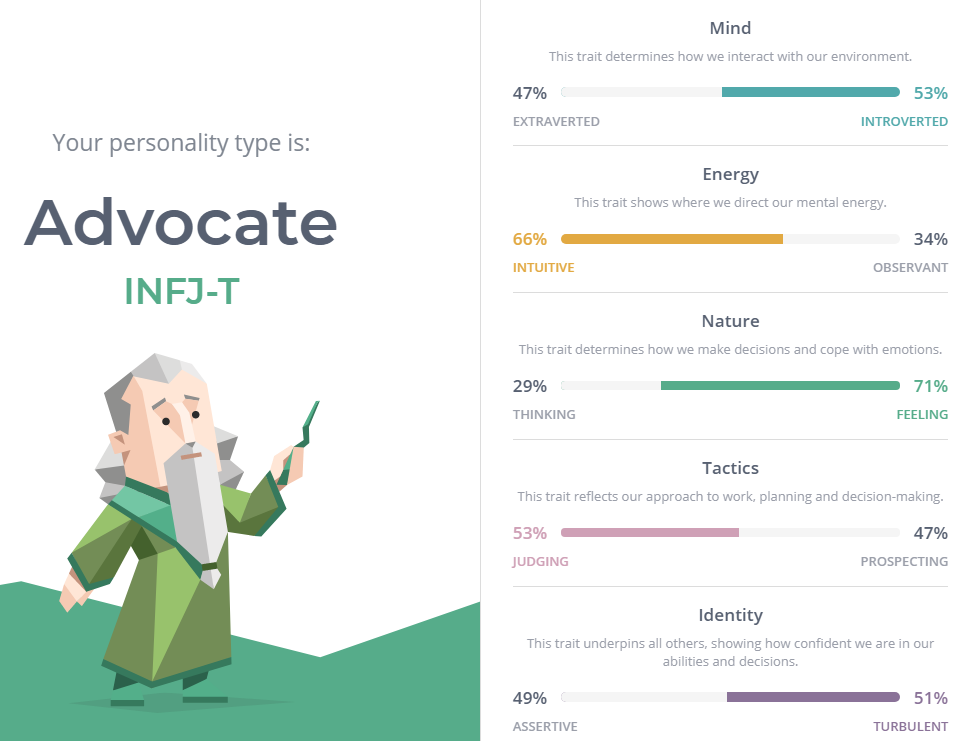 Your personality type is:
Advocate
INFJ-T
Mind
This trait determines how we interact with our environment.
47% 53%
EXTRAVERTED INTROVERTED
Energy
This trait shows where we direct our mental energy.
66% 34%
INTUITIVE OBSERVANT
Nature
This trait determines how we make decisions and cope with emotions.
29% 71%
THINKING FEELING
Tactics
This trait reflects our approach to work, planning and decision-making.
53% 47%
JUDGING PROSPECTING
Identity
This trait underpins all others, showing how confident we are in our
abilities and decisions.
49% 51%
ASSERTIVE TURBULENT